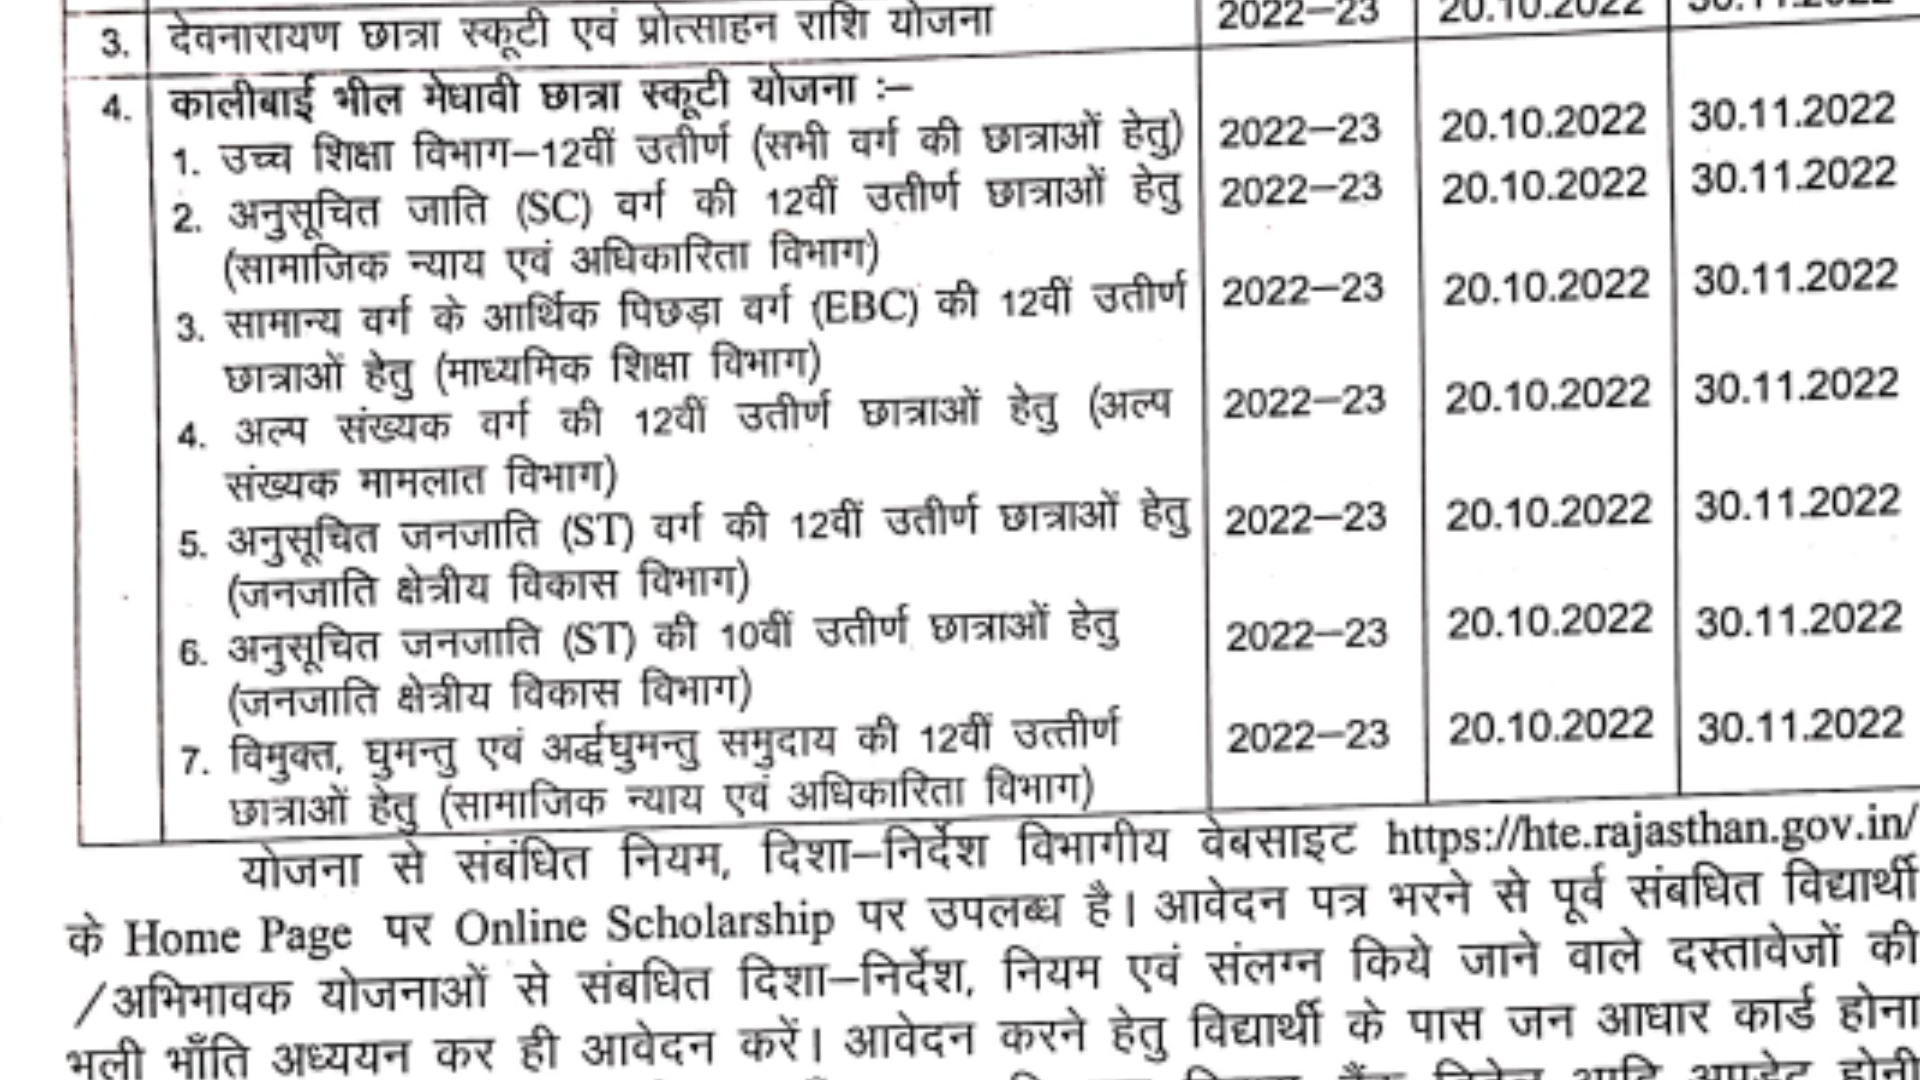 3. देवनारायण छात्रा स्कूटी एवं प्रोत्साहन राशि योजना 2022–23 20.10.2022 30.11.2022
4. कालीबाई भील मेधावी छात्रा स्कूटी योजना :–
1. उच्च शिक्षा विभाग–12वीं उतीर्ण (सभी वर्ग की छात्राओं हेतु) 2022–23 20.10.2022 30.11.2022
2. अनुसूचित जाति (SC) वर्ग की 12वीं उतीर्ण छात्राओं हेतु 2022–23 20.10.2022 30.11.2022
(सामाजिक न्याय एवं अधिकारिता विभाग)
3. सामान्य वर्ग के आर्थिक पिछड़ा वर्ग (EBC) की 12वीं उतीर्ण 2022–23 20.10.2022 30.11.2022
छात्राओं हेतु (माध्यमिक शिक्षा विभाग)
4. अल्प संख्यक वर्ग की 12वीं उतीर्ण छात्राओं हेतु (अल्प 2022–23 20.10.2022 30.11.2022
संख्यक मामलात विभाग)
5. अनुसूचित जनजाति (ST) वर्ग की 12वीं उतीर्ण छात्राओं हेतु 2022–23 20.10.2022 30.11.2022
(जनजाति क्षेत्रीय विकास विभाग)
6. अनुसूचित जनजाति (ST) की 10वीं उतीर्ण छात्राओं हेतु 2022–23 20.10.2022 30.11.2022
(जनजाति क्षेत्रीय विकास विभाग)
7. विमुक्त, घुमन्तु एवं अर्द्धघुमन्तु समुदाय की 12वीं उत्तीर्ण 2022–23 20.10.2022 30.11.2022
छात्राओं हेतु (सामाजिक न्याय एवं अधिकारिता विभाग)
योजना से संबंधित नियम, दिशा–निर्देश विभागीय वेबसाइट https://hte.rajasthan.gov.in/
के Home Page पर Online Scholarship पर उपलब्ध है। आवेदन पत्र भरने से पूर्व संबधित विद्यार्थी
/अभिभावक योजनाओं से संबधित दिशा–निर्देश, नियम एवं संलग्न किये जाने वाले दस्तावेजों की
भली भाँति अध्ययन कर ही आवेदन करें। आवेदन करने हेतु विद्यार्थी के पास जन आधार कार्ड होना